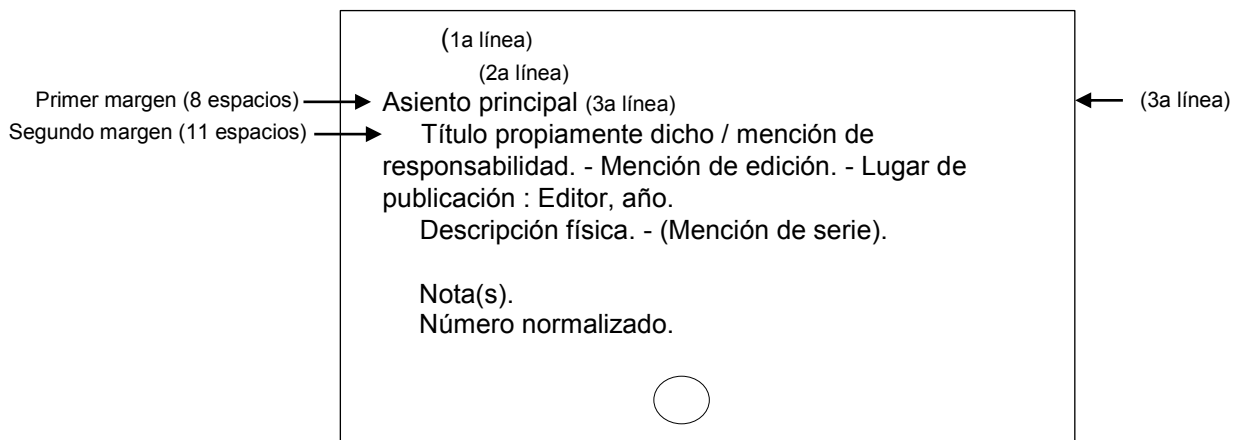 (1a línea)
(2a línea)
Primer margen (8 espacios) Asiento principal (3a línea) (3a línea)
Segundo margen (11 espacios) Título propiamente dicho / mención de
responsabilidad. - Mención de edición. - Lugar de
publicación : Editor, año.
Descripción física. - (Mención de serie).
Nota(s).
Número normalizado.